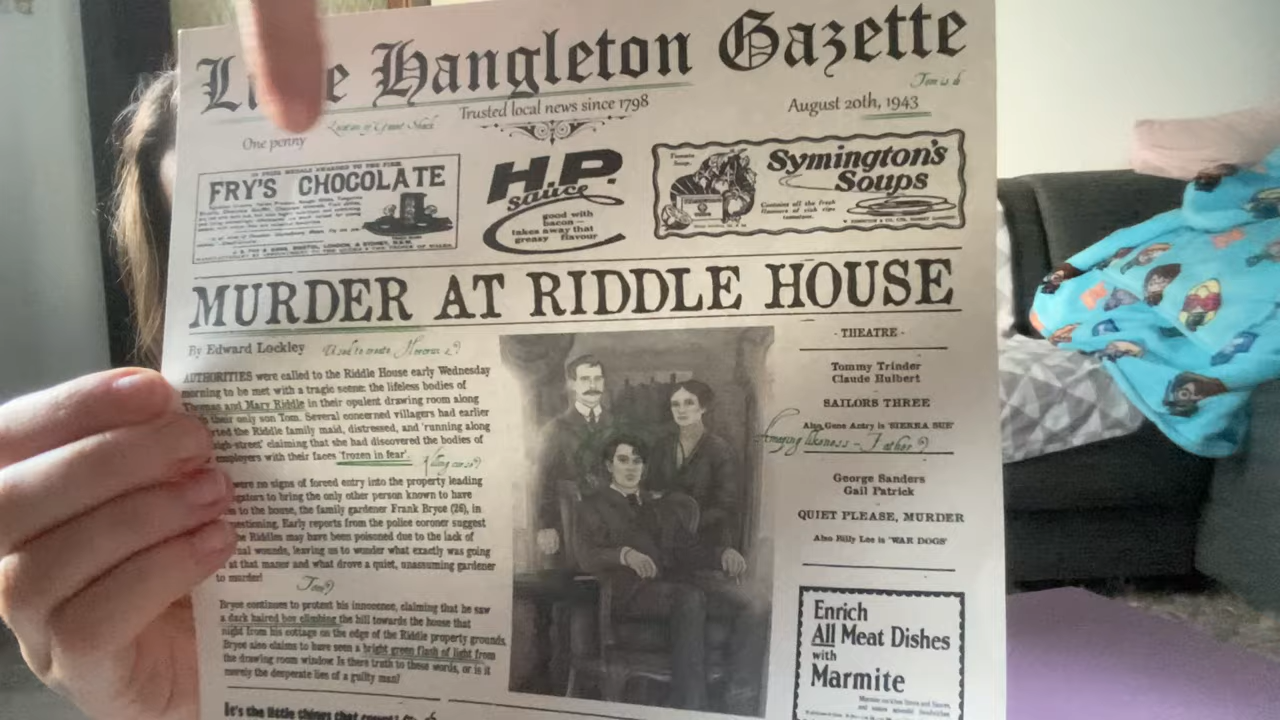 Hangleton Gazette
Trusted local news since 1798
August 20th, 1943
One penny
FRY'S CHOCOLATE
H.P. sauce
good with
bacon -
takes away that
greasy flavour
Symington's
Soups
MURDER AT RIDDLE HOUSE
By Edward Lockley
AUTHORITIES were called to the Riddle House early Wednesday
morning to be met with a tragic scene: the lifeless bodies of
Thomas and Mary Riddle in their opulent drawing room along
their only son Tom. Several concerned villagers had earlier
the Riddle family maid, distressed, and 'running along
claiming that she had discovered the bodies of
employers with their faces 'frozen in fear'.
Killing curse?
were no signs of forced entry into the property leading
to bring the only other person known to have
to the house, the family gardener Frank Bryce (26), in
Early reports from the police coroner suggest
Riddles may have been poisoned due to the lack of
wounds, leaving us to wonder what exactly was going
at that manor and what drove a quiet, unassuming gardener
to murder!
Tom?
Bryce continues to protest his innocence, claiming that he saw
a dark haired boy climbing the hill towards the house that
night from his cottage on the edge of the Riddle property grounds.
Bryce also claims to have seen a bright green flash of light from
the drawing room window. Is there truth to these words, or is it
merely the desperate lies of a guilty man?
It's the little things that
- THEATRE -
Tommy Trinder
Claude Hulbert
SAILORS THREE
Also Gene Autry in 'SIERRA SUE'
Amazing likeness - Father?
George Sanders
Gail Patrick
QUIET PLEASE, MURDER
Also Billy Lee in 'WAR DOGS'
Enrich
All Meat Dishes
with
Marmite